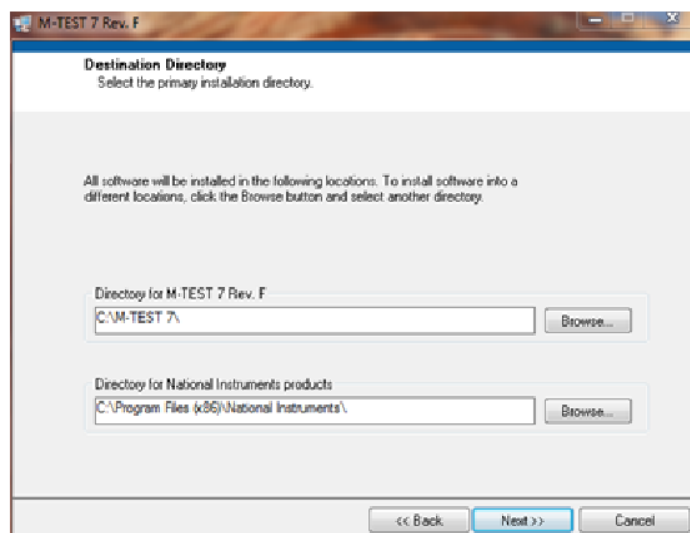 M-TEST 7 Rev. F
Destination Directory
Select the primary installation directory.
All software will be installed in the following locations. To install software into a
different locations, click the Browse button and select another directory.
Directory for M-TEST 7 Rev. F
C:\M-TEST 7\
Browse...
Directory for National Instruments products
C:\Program Files (x86)\National Instruments\
Browse...
<< Back
Next >>
Cancel